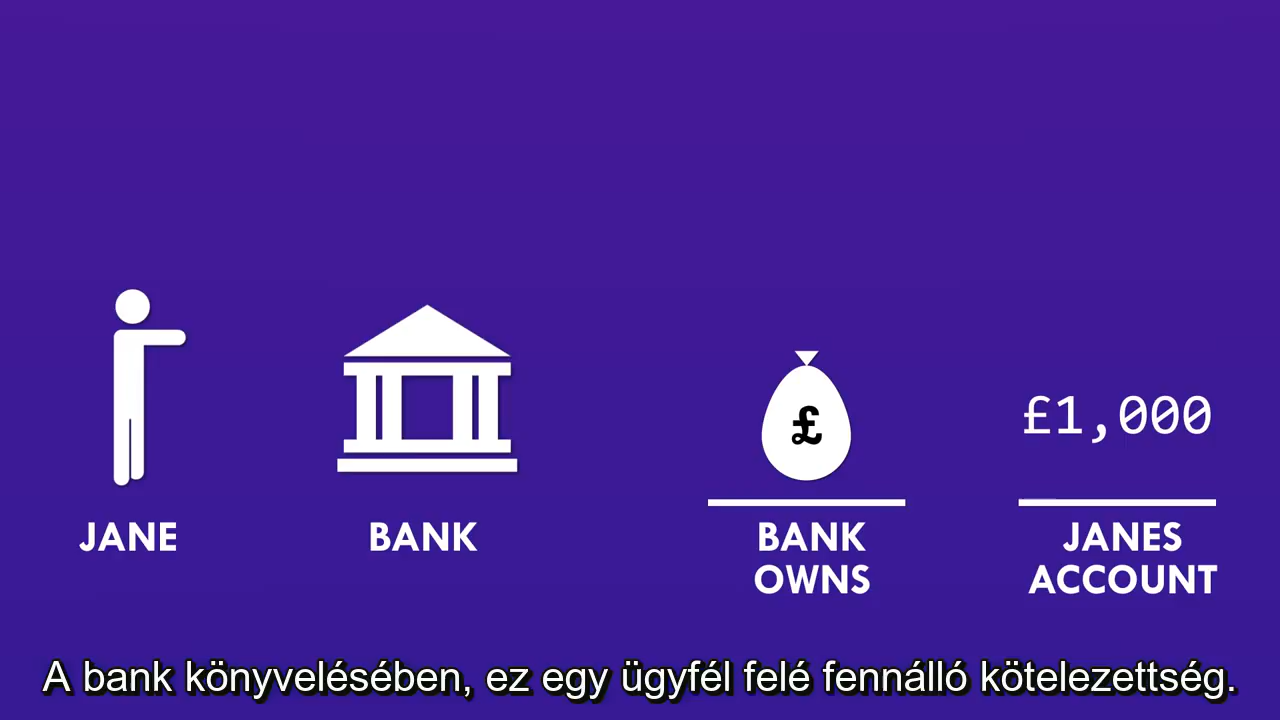 £
£1,000
JANE
BANK
BANK
OWNS
JANES
ACCOUNT
A bank könyvelésében, ez egy ügyfél felé fennálló kötelezettség.